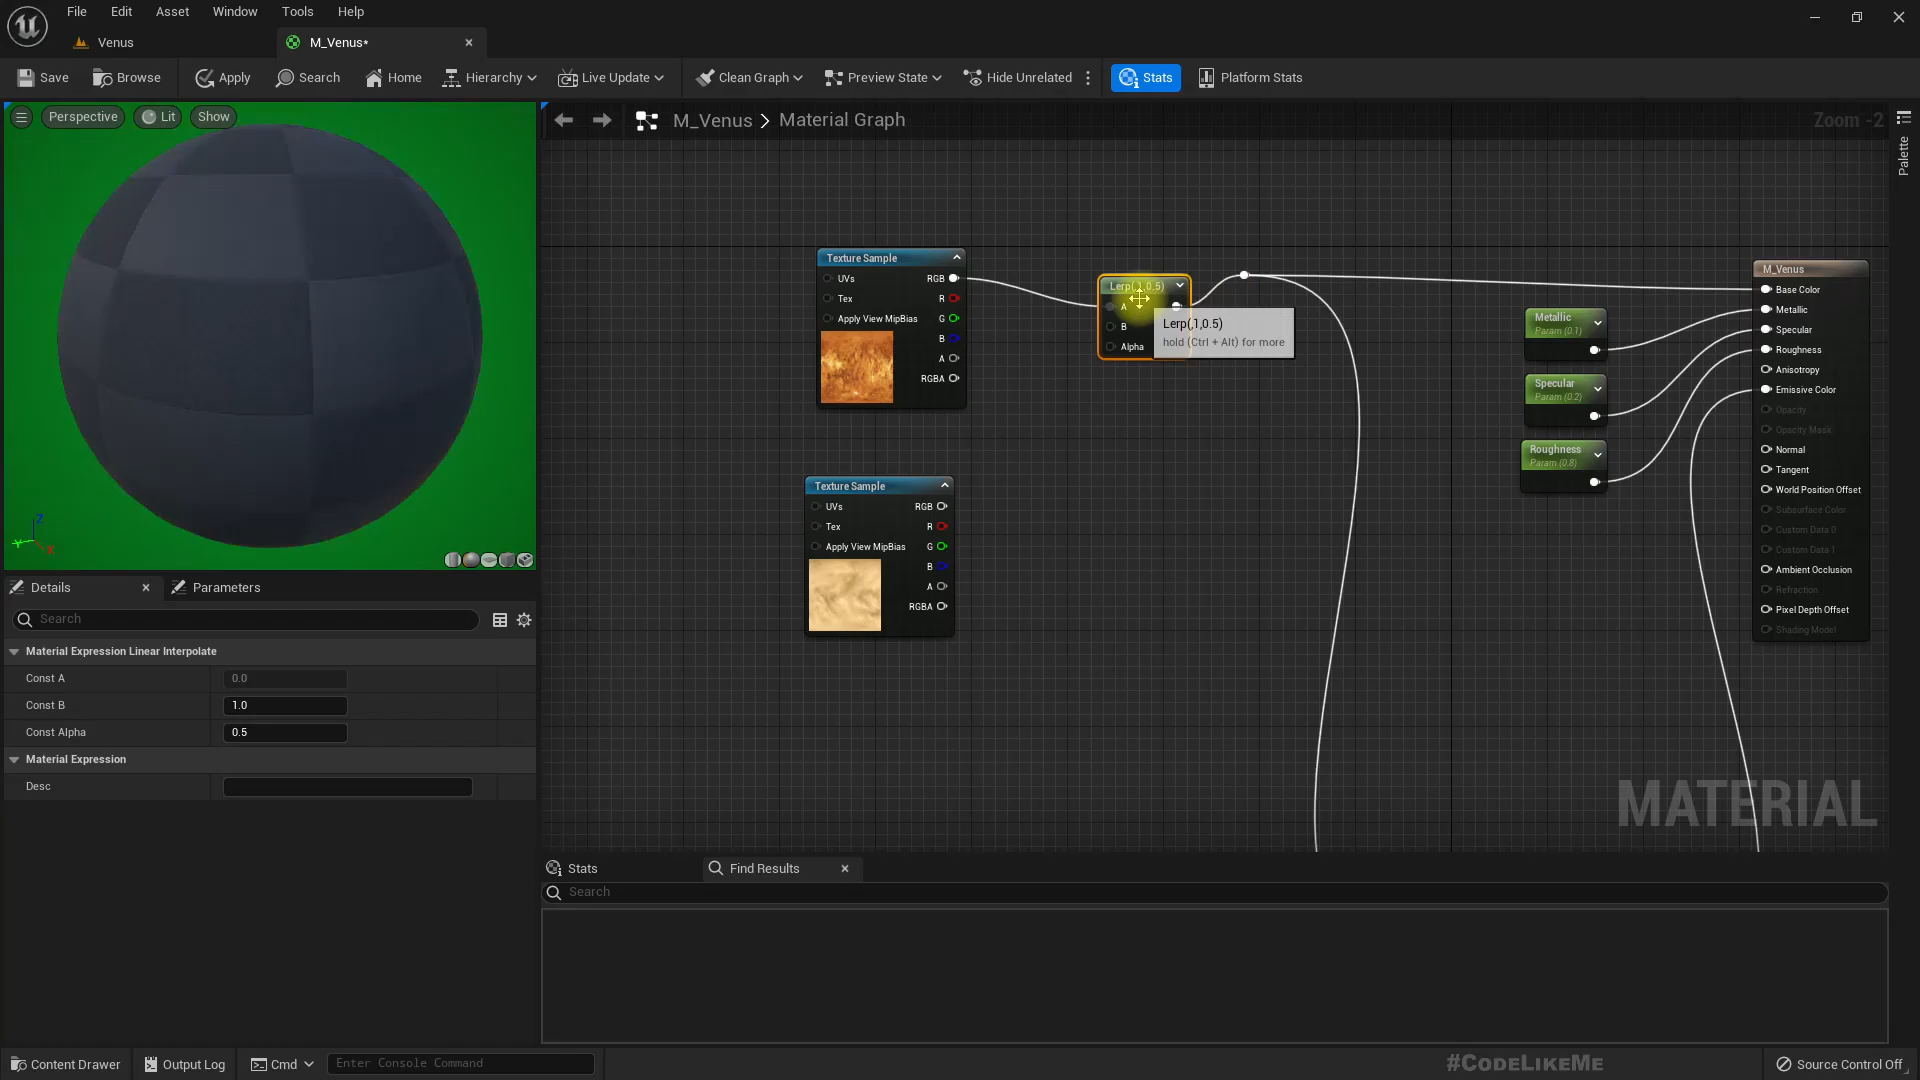 File Edit Asset Window Tools Help
Venus
M_Venus*
Save Browse Apply Search Home Hierarchy Live Update Clean Graph Preview State Hide Unrelated Stats Platform Stats
Perspective Lit Show
M_Venus > Material Graph
Zoom -2
Palette
Texture Sample
UVs RGB
Tex R
Apply View MipBias G
B
A
RGBA
Lerp(,1,0.5)
A
B
Alpha
Lerp(,1,0.5)
hold (Ctrl + Alt) for more
Texture Sample
UVs RGB
Tex R
Apply View MipBias G
B
A
RGBA
Metallic
Param (0.1)
Specular
Param (0.2)
Roughness
Param (0.8)
M_Venus
Base Color
Metallic
Specular
Roughness
Anisotropy
Emissive Color
Opacity
Opacity Mask
Normal
Tangent
World Position Offset
Subsurface Color
Custom Data 0
Custom Data 1
Ambient Occlusion
Refraction
Pixel Depth Offset
Shading Model
MATERIAL
Z
Y
X
Details Parameters
Search
Material Expression Linear Interpolate
Const A 0.0
Const B 1.0
Const Alpha 0.5
Material Expression
Desc
Stats Find Results
Search
Content Drawer Output Log Cmd Enter Console Command
#CodeLikeMe
Source Control Off